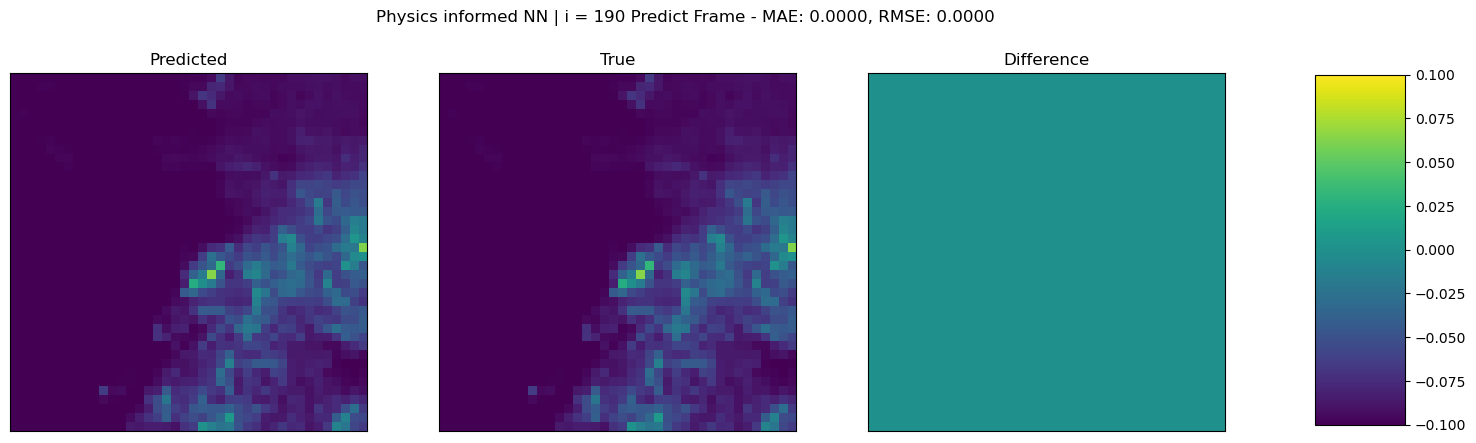 Physics informed NN | i = 190 Predict Frame - MAE: 0.0000, RMSE: 0.0000
Predicted
True
Difference
0.100
0.075
0.050
0.025
0.000
−0.025
−0.050
−0.075
−0.100